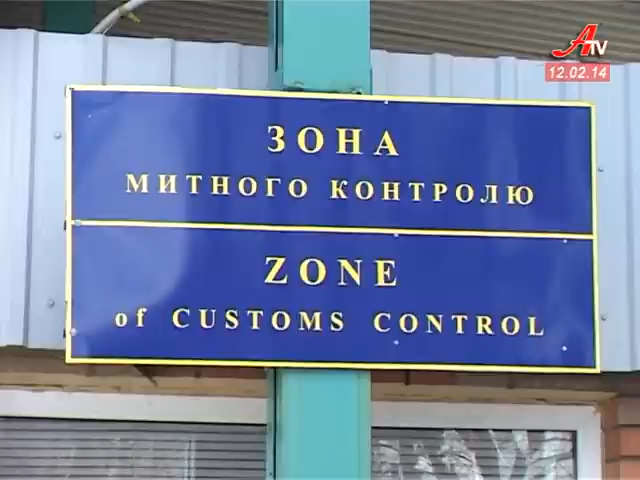 ATV
12.02.14
ЗОНА
МИТНОГО КОНТРОЛЮ
ZONE
of CUSTOMS CONTROL